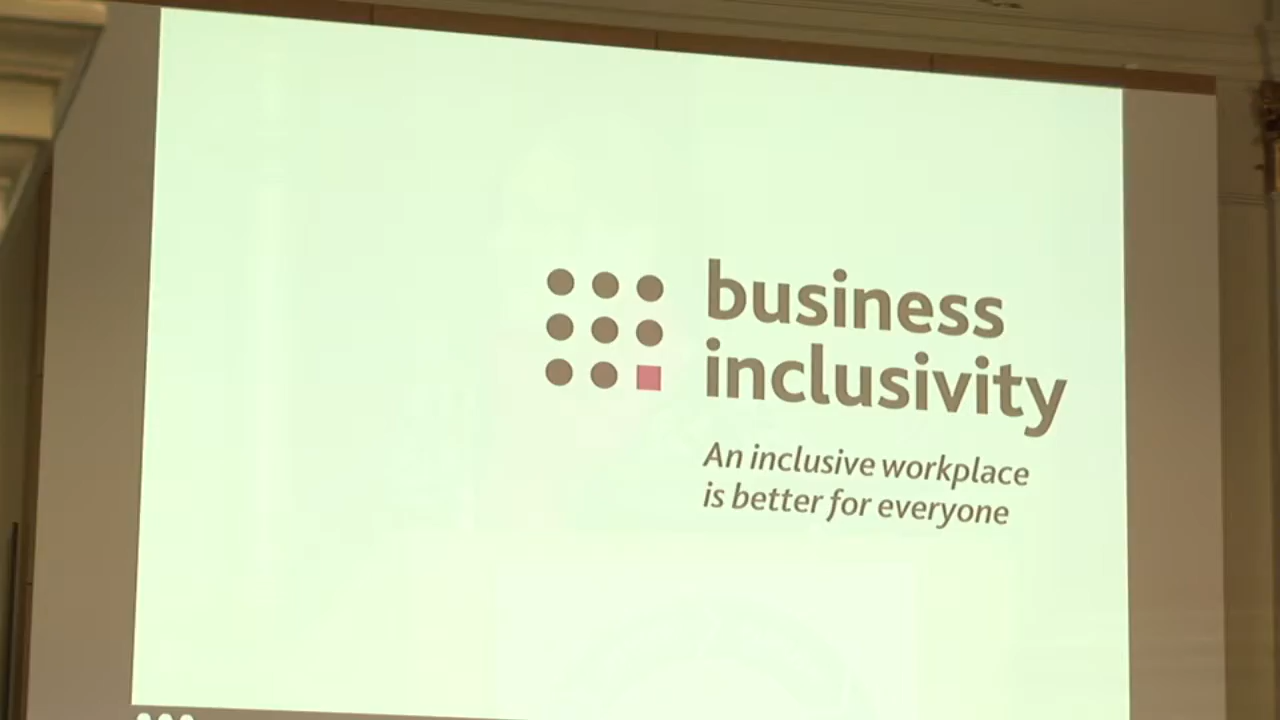 business
inclusivity
An inclusive workplace
is better for everyone